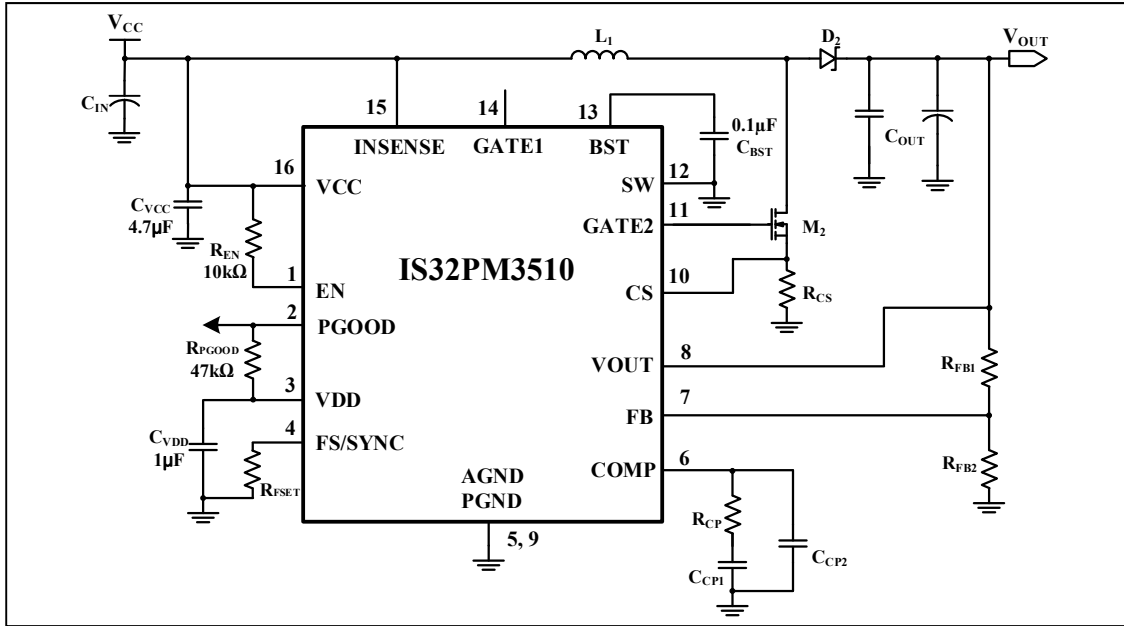 VCC
L1
D2
VOUT
CIN
15
14
13
0.1µF
CBST
COUT
INSENSE
GATE1
BST
16
VCC
SW
12
CVCC
4.7µF
GATE2
11
M2
REN
10kΩ
IS32PM3510
1
EN
CS
10
RCS
2
PGOOD
RPGOOD
47kΩ
VOUT
8
RFB1
3
VDD
7
FB
4
FS/SYNC
CVDD
1µF
COMP
6
RFB2
RFSET
AGND
PGND
5, 9
RCP
CCP1
CCP2